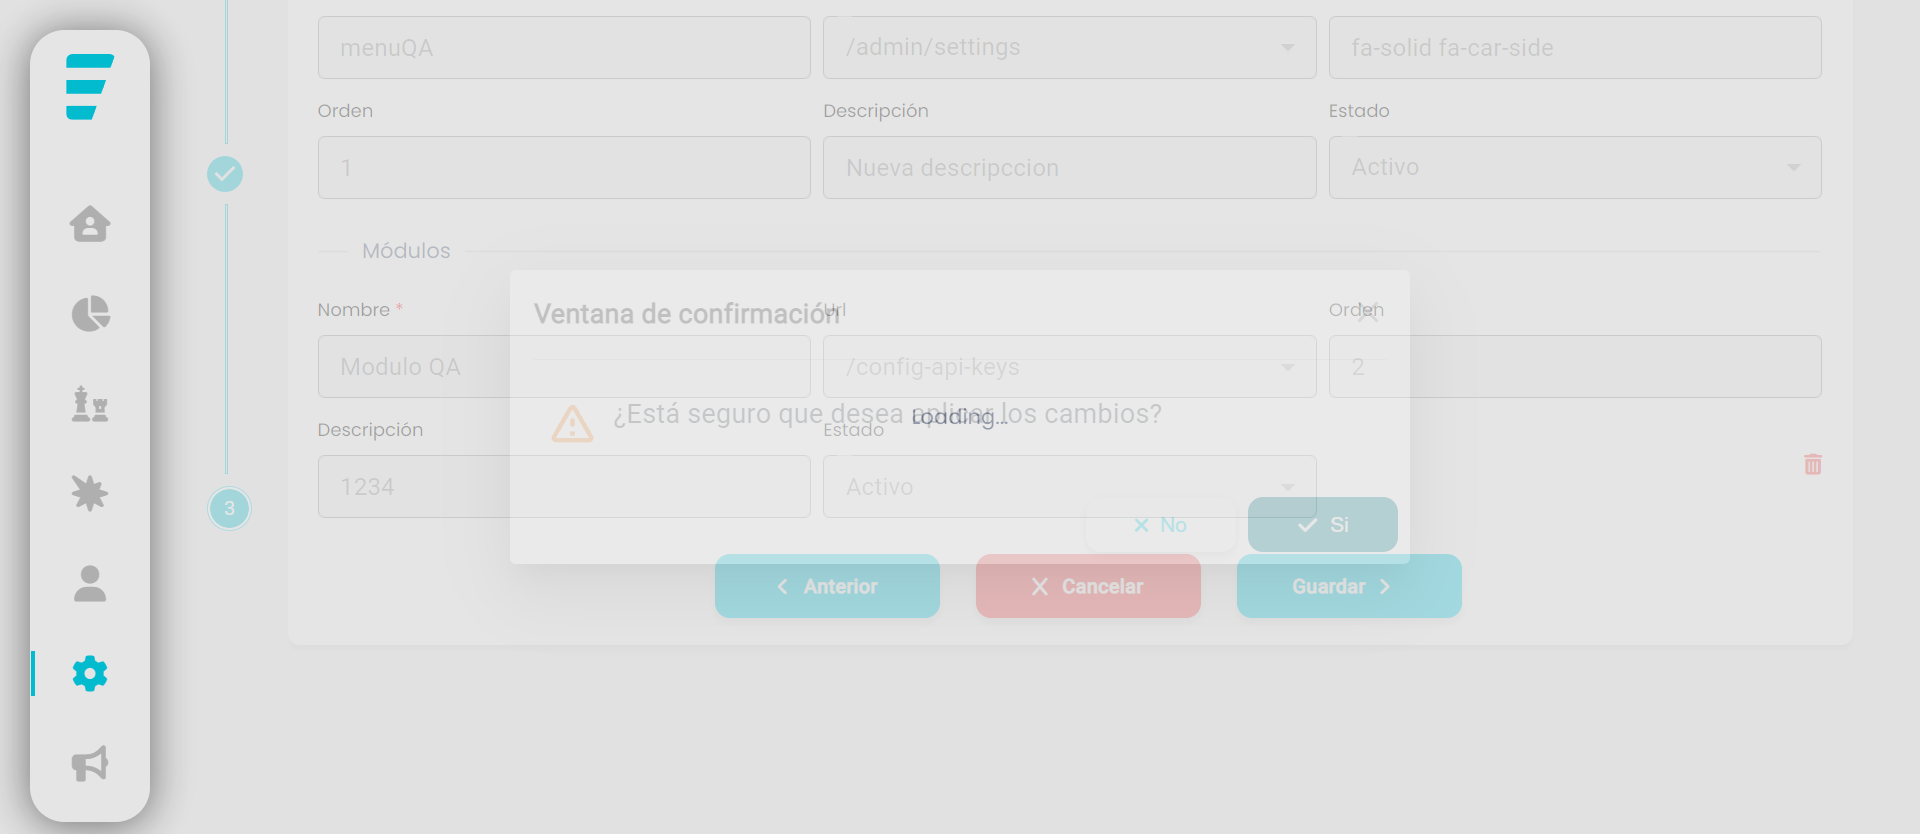 menuQA
/admin/settings
fa-solid fa-car-side
Orden
Descripción
Estado
1
Nueva descripccion
Activo
Módulos
Nombre *
Url
Orden
Ventana de confirmación
Modulo QA
/config-api-keys
2
¿Está seguro que desea aplicar los cambios?
Loading...
Descripción
Estado
1234
Activo
No
Si
3
Anterior
Cancelar
Guardar